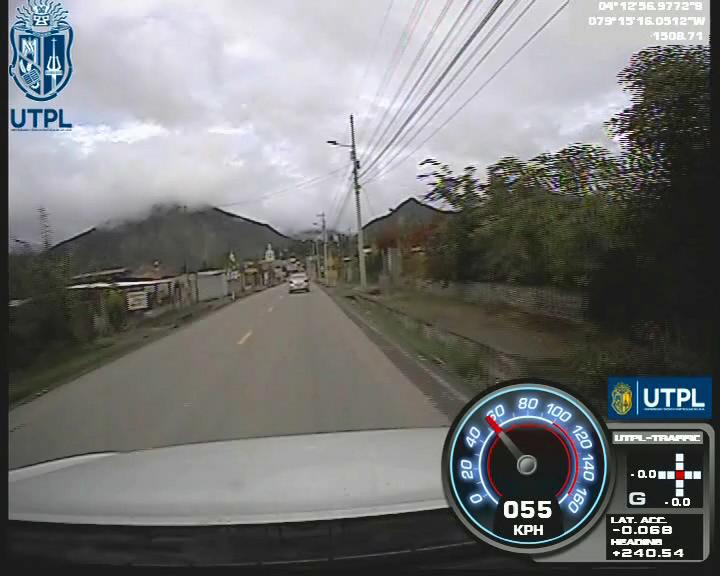 04°12'56.9772"S
079°15'16.0512"W
1508.71
UTPL
UTPL
UTPL-TRAFFIC
-0.0
G
-0.0
LAT. ACC.
-0.068
HEADING
+240.54
0 20 40 60 80 100 120 140 160
055
KPH